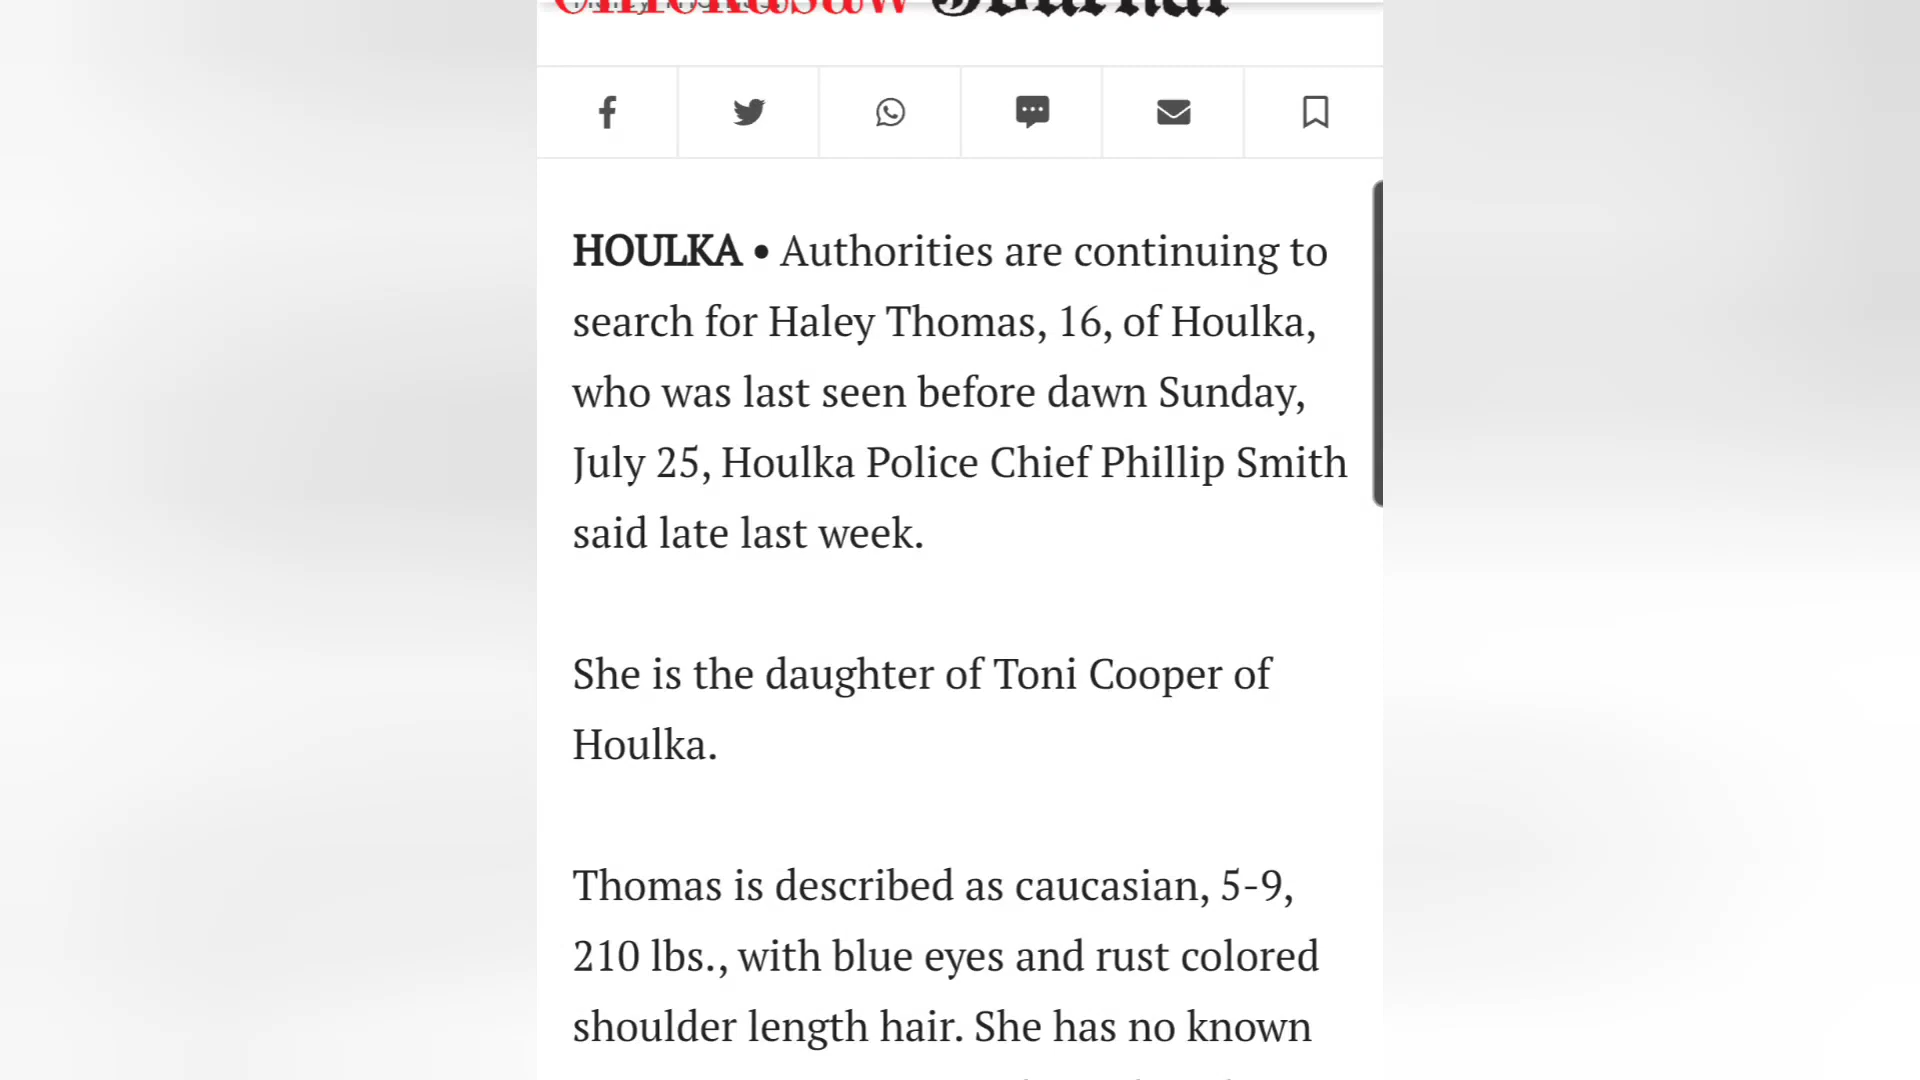 Chickasaw Journal
HOULKA • Authorities are continuing to
search for Haley Thomas, 16, of Houlka,
who was last seen before dawn Sunday,
July 25, Houlka Police Chief Phillip Smith
said late last week.
She is the daughter of Toni Cooper of
Houlka.
Thomas is described as caucasian, 5-9,
210 lbs., with blue eyes and rust colored
shoulder length hair. She has no known